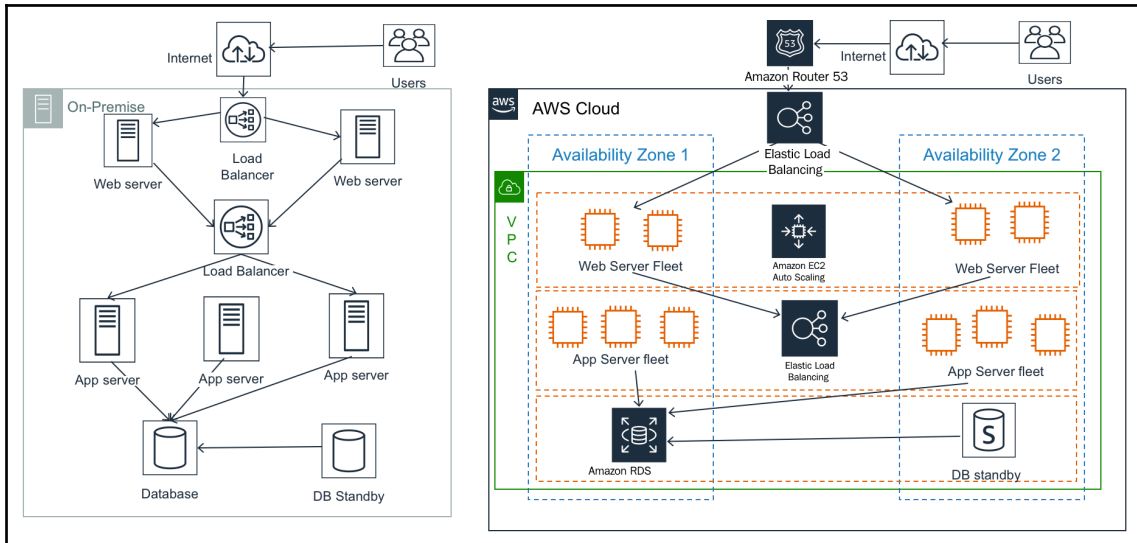 Internet
Users
On-Premise
Web server
Load
Balancer
Web server
Load Balancer
App server
App server
App server
Database
DB Standby
53
Amazon Router 53
Internet
Users
aws
AWS Cloud
Availability Zone 1
Elastic Load
Balancing
Availability Zone 2
V
P
C
Web Server Fleet
Amazon EC2
Auto Scaling
Web Server Fleet
App Server fleet
Elastic Load
Balancing
App Server fleet
Amazon RDS
S
DB standby